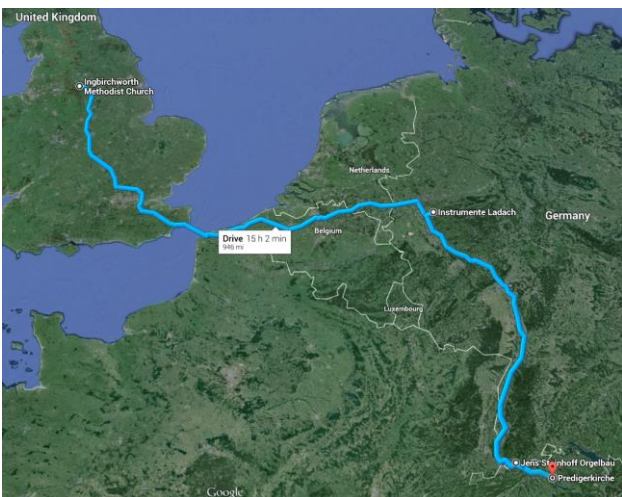 United Kingdom
Ingbirchworth
Methodist Church
Netherlands
Instrumente Ladach
Germany
Drive 15 h 2 min
946 mi
Belgium
Luxembourg
Jens Steinhoff Orgelbau
Predigerkirche
Google